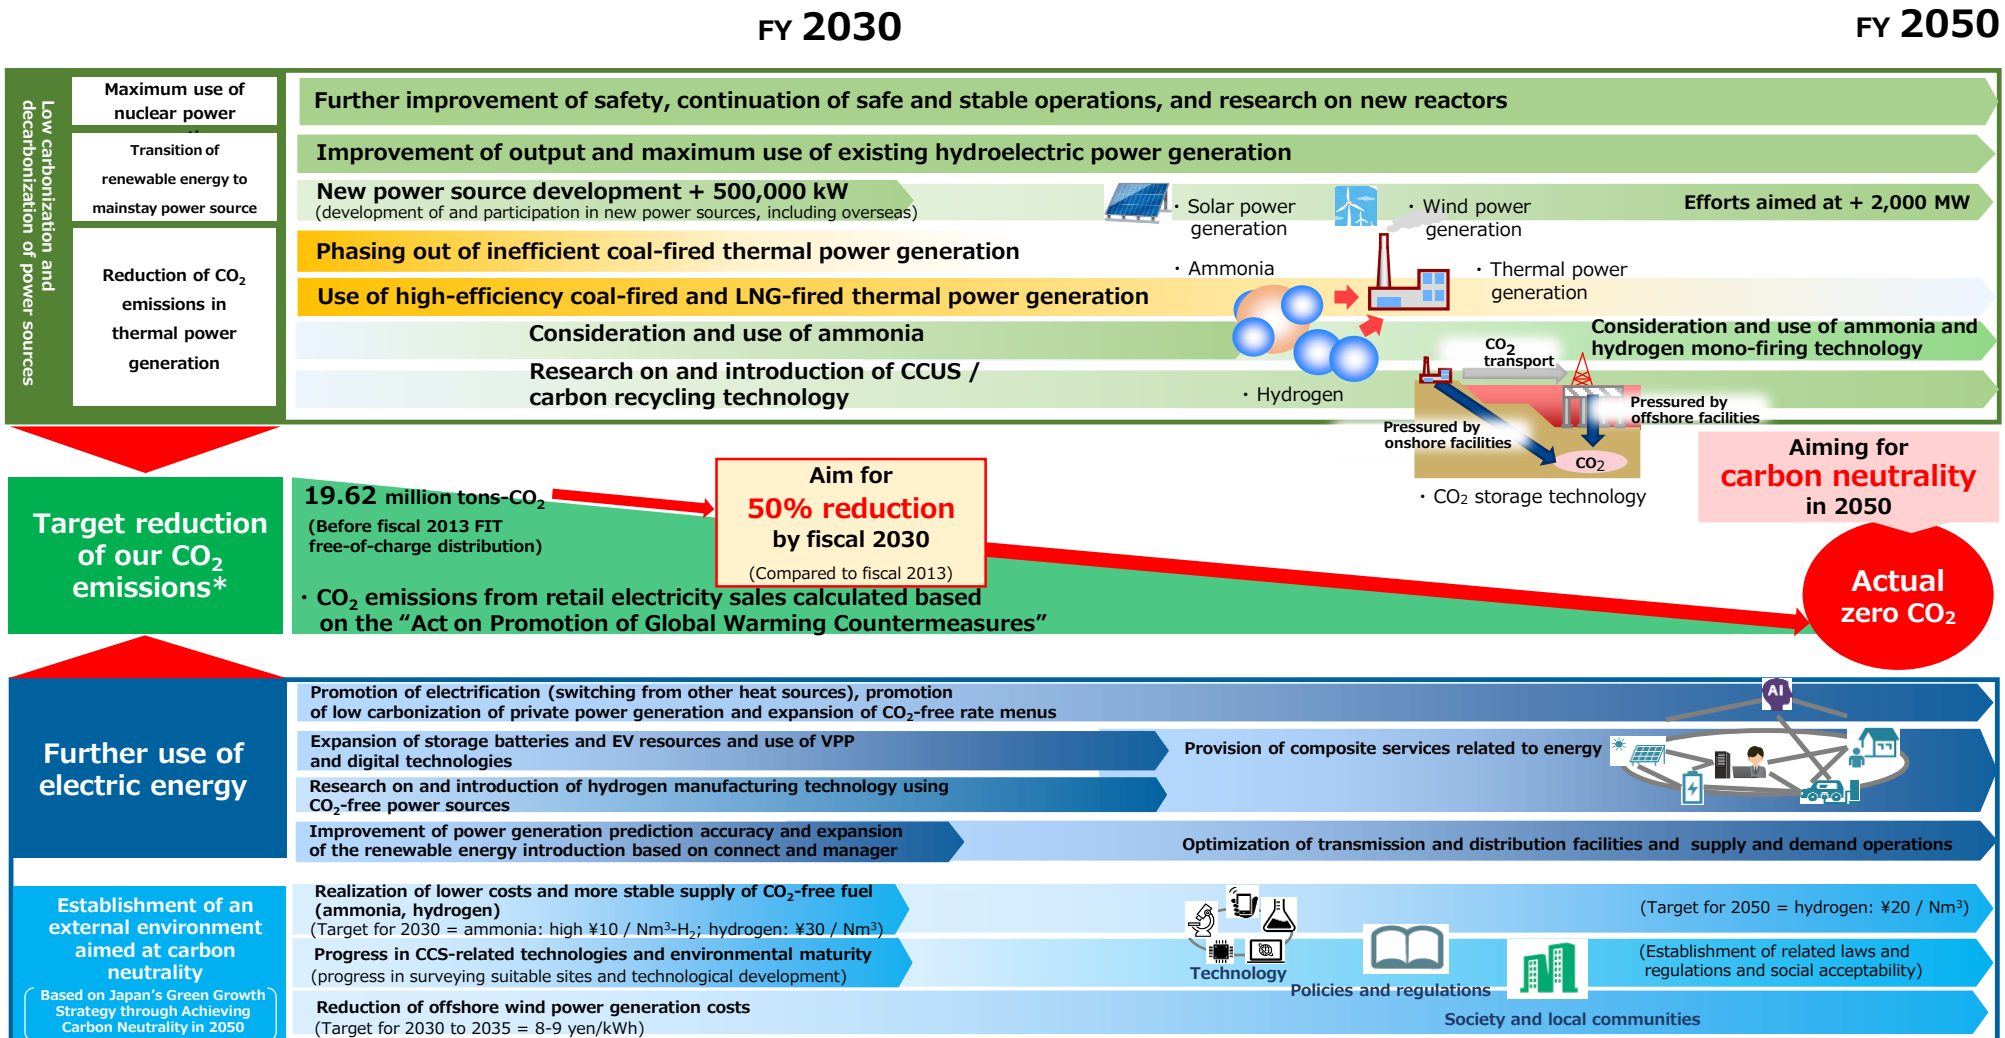 FY 2030
FY 2050
Low carbonization and
decarbonization of power sources
Maximum use of
nuclear power
Further improvement of safety, continuation of safe and stable operations, and research on new reactors
Transition of
renewable energy to
mainstay power source
Improvement of output and maximum use of existing hydroelectric power generation
New power source development + 500,000 kW
(development of and participation in new power sources, including overseas)
・Solar power
generation
・Wind power
generation
Efforts aimed at + 2,000 MW
Reduction of CO2
emissions in
thermal power
generation
Phasing out of inefficient coal-fired thermal power generation
・Ammonia
・Thermal power
generation
Use of high-efficiency coal-fired and LNG-fired thermal power generation
Consideration and use of ammonia
Consideration and use of ammonia and
hydrogen mono-firing technology
Research on and introduction of CCUS /
carbon recycling technology
・Hydrogen
CO2
transport
Pressured by
offshore facilities
Pressured by
onshore facilities
CO2
・CO2 storage technology
Target reduction
of our CO2
emissions*
19.62 million tons-CO2
(Before fiscal 2013 FIT
free-of-charge distribution)
Aim for
50% reduction
by fiscal 2030
(Compared to fiscal 2013)
Aiming for
carbon neutrality
in 2050
Actual
zero CO2
・CO2 emissions from retail electricity sales calculated based
on the “Act on Promotion of Global Warming Countermeasures”
Further use of
electric energy
Promotion of electrification (switching from other heat sources), promotion
of low carbonization of private power generation and expansion of CO2-free rate menus
AI
Expansion of storage batteries and EV resources and use of VPP
and digital technologies
Provision of composite services related to energy
Research on and introduction of hydrogen manufacturing technology using
CO2-free power sources
Improvement of power generation prediction accuracy and expansion
of the renewable energy introduction based on connect and manager
Optimization of transmission and distribution facilities and supply and demand operations
Establishment of an
external environment
aimed at carbon
neutrality
Based on Japan’s Green Growth
Strategy through Achieving
Carbon Neutrality in 2050
Realization of lower costs and more stable supply of CO2-free fuel
(ammonia, hydrogen)
(Target for 2030 = ammonia: high ¥10 / Nm3-H2; hydrogen: ¥30 / Nm3)
(Target for 2050 = hydrogen: ¥20 / Nm3)
Progress in CCS-related technologies and environmental maturity
(progress in surveying suitable sites and technological development)
Technology
Policies and regulations
(Establishment of related laws and
regulations and social acceptability)
Reduction of offshore wind power generation costs
(Target for 2030 to 2035 = 8-9 yen/kWh)
Society and local communities